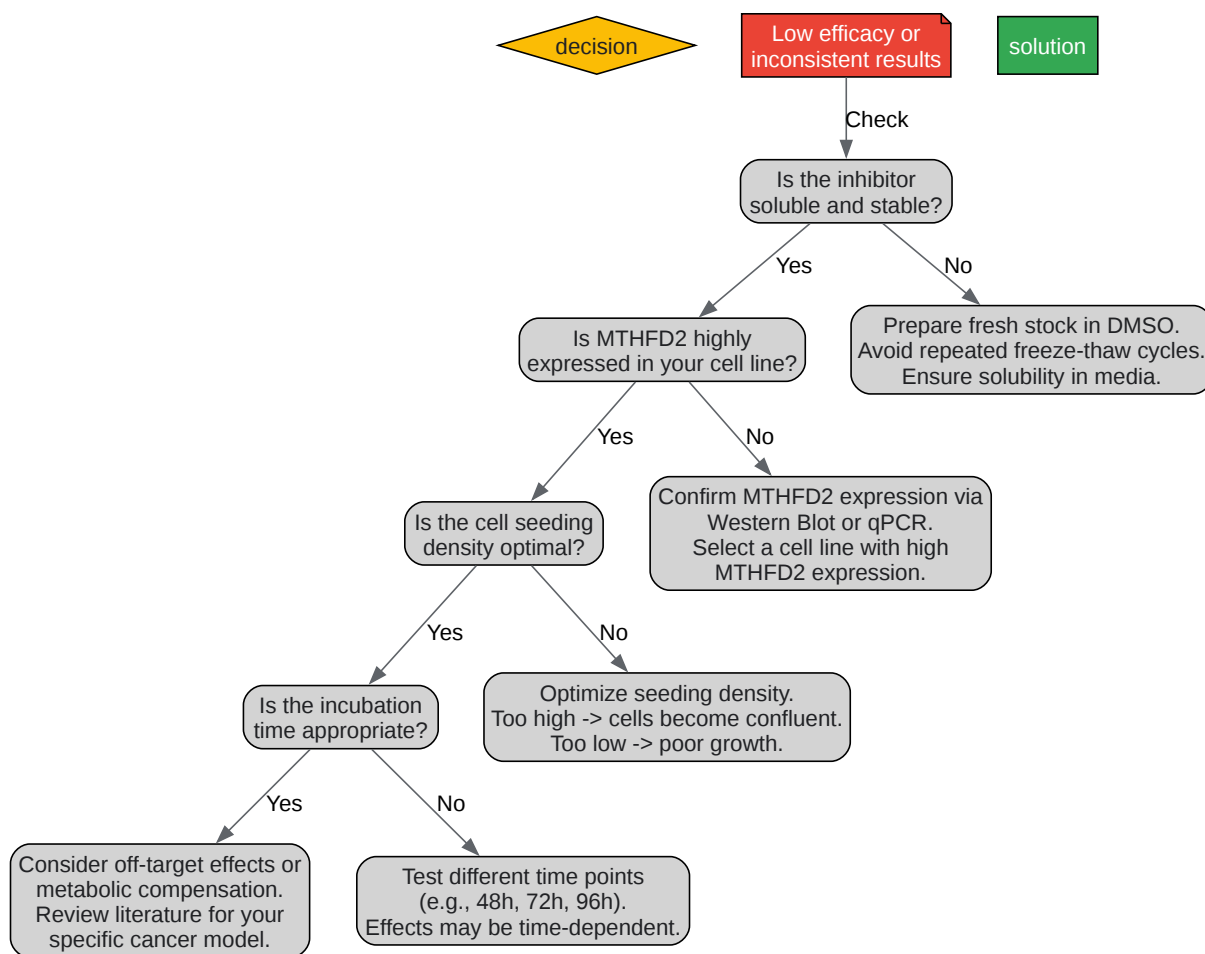 decision
Low efficacy or
inconsistent results
solution
Check
Is the inhibitor
soluble and stable?
Yes
No
Is MTHFD2 highly
expressed in your cell line?
Prepare fresh stock in DMSO.
Avoid repeated freeze-thaw cycles.
Ensure solubility in media.
Yes
No
Is the cell seeding
density optimal?
Confirm MTHFD2 expression via
Western Blot or qPCR.
Select a cell line with high
MTHFD2 expression.
Yes
No
Is the incubation
time appropriate?
Optimize seeding density.
Too high -> cells become confluent.
Too low -> poor growth.
Yes
No
Consider off-target effects or
metabolic compensation.
Review literature for your
specific cancer model.
Test different time points
(e.g., 48h, 72h, 96h).
Effects may be time-dependent.